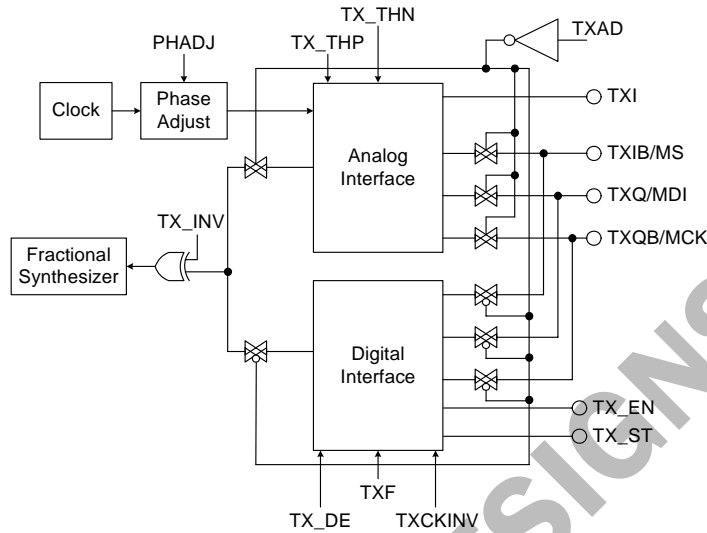 TX_THN
TXAD
PHADJ
TX_THP
Clock
Phase
Adjust
TXI
Analog
Interface
TXIB/MS
TXQ/MDI
TX_INV
TXQB/MCK
Fractional
Synthesizer
Digital
Interface
TX_EN
TX_ST
TXF
TX_DE
TXCKINV